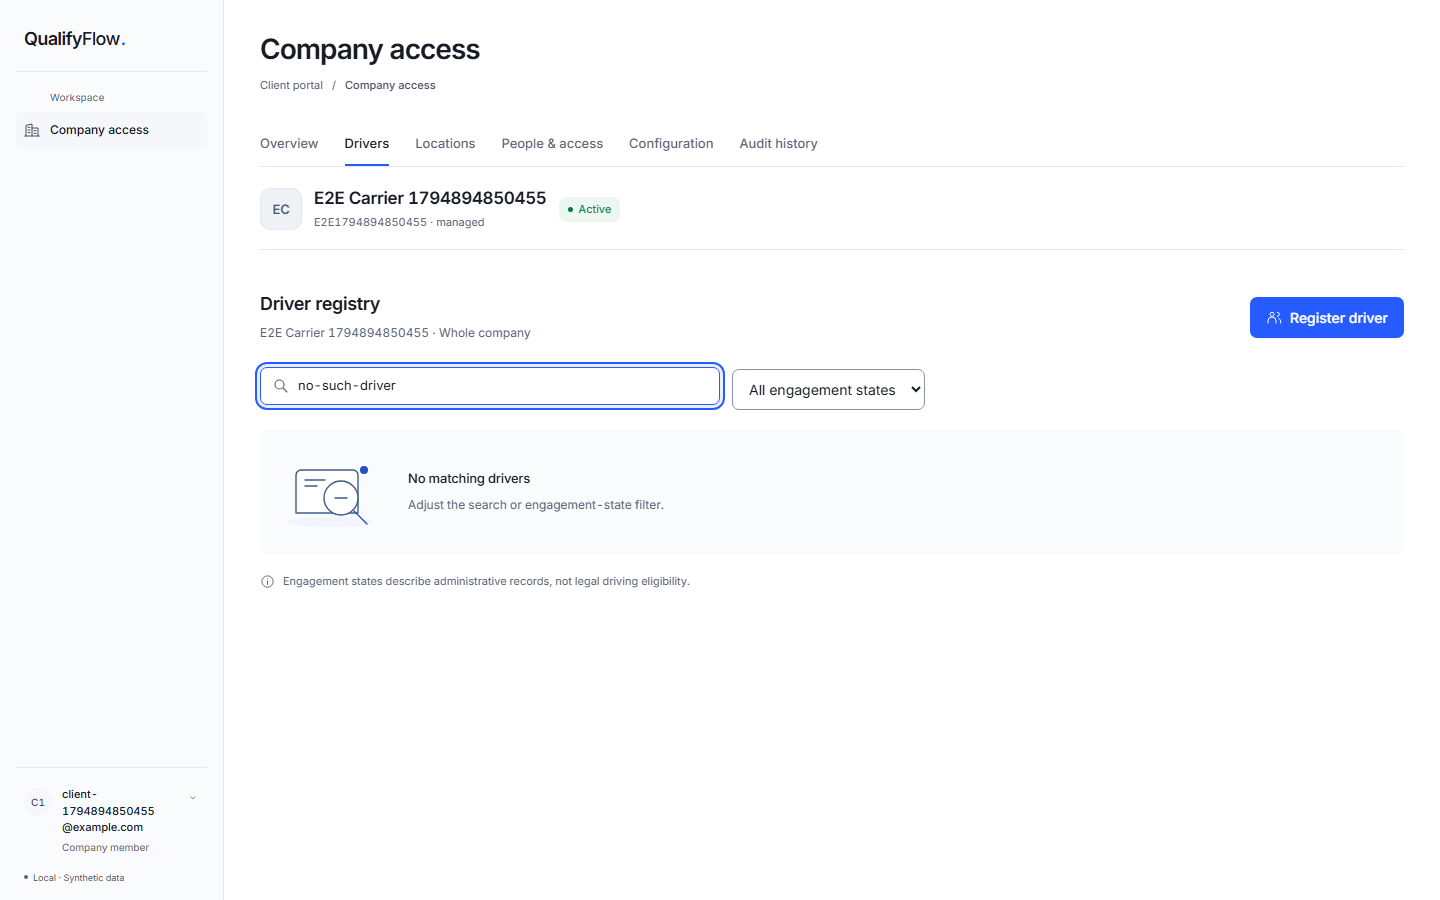 QualifyFlow.
Workspace
Company access
Company access
Client portal / Company access
Overview Drivers Locations People & access Configuration Audit history
EC
E2E Carrier 1794894850455
E2E1794894850455 · managed
Active
Driver registry
E2E Carrier 1794894850455 · Whole company
Register driver
no-such-driver
All engagement states
No matching drivers
Adjust the search or engagement-state filter.
Engagement states describe administrative records, not legal driving eligibility.
C1
client-
1794894850455
@example.com
Company member
Local · Synthetic data